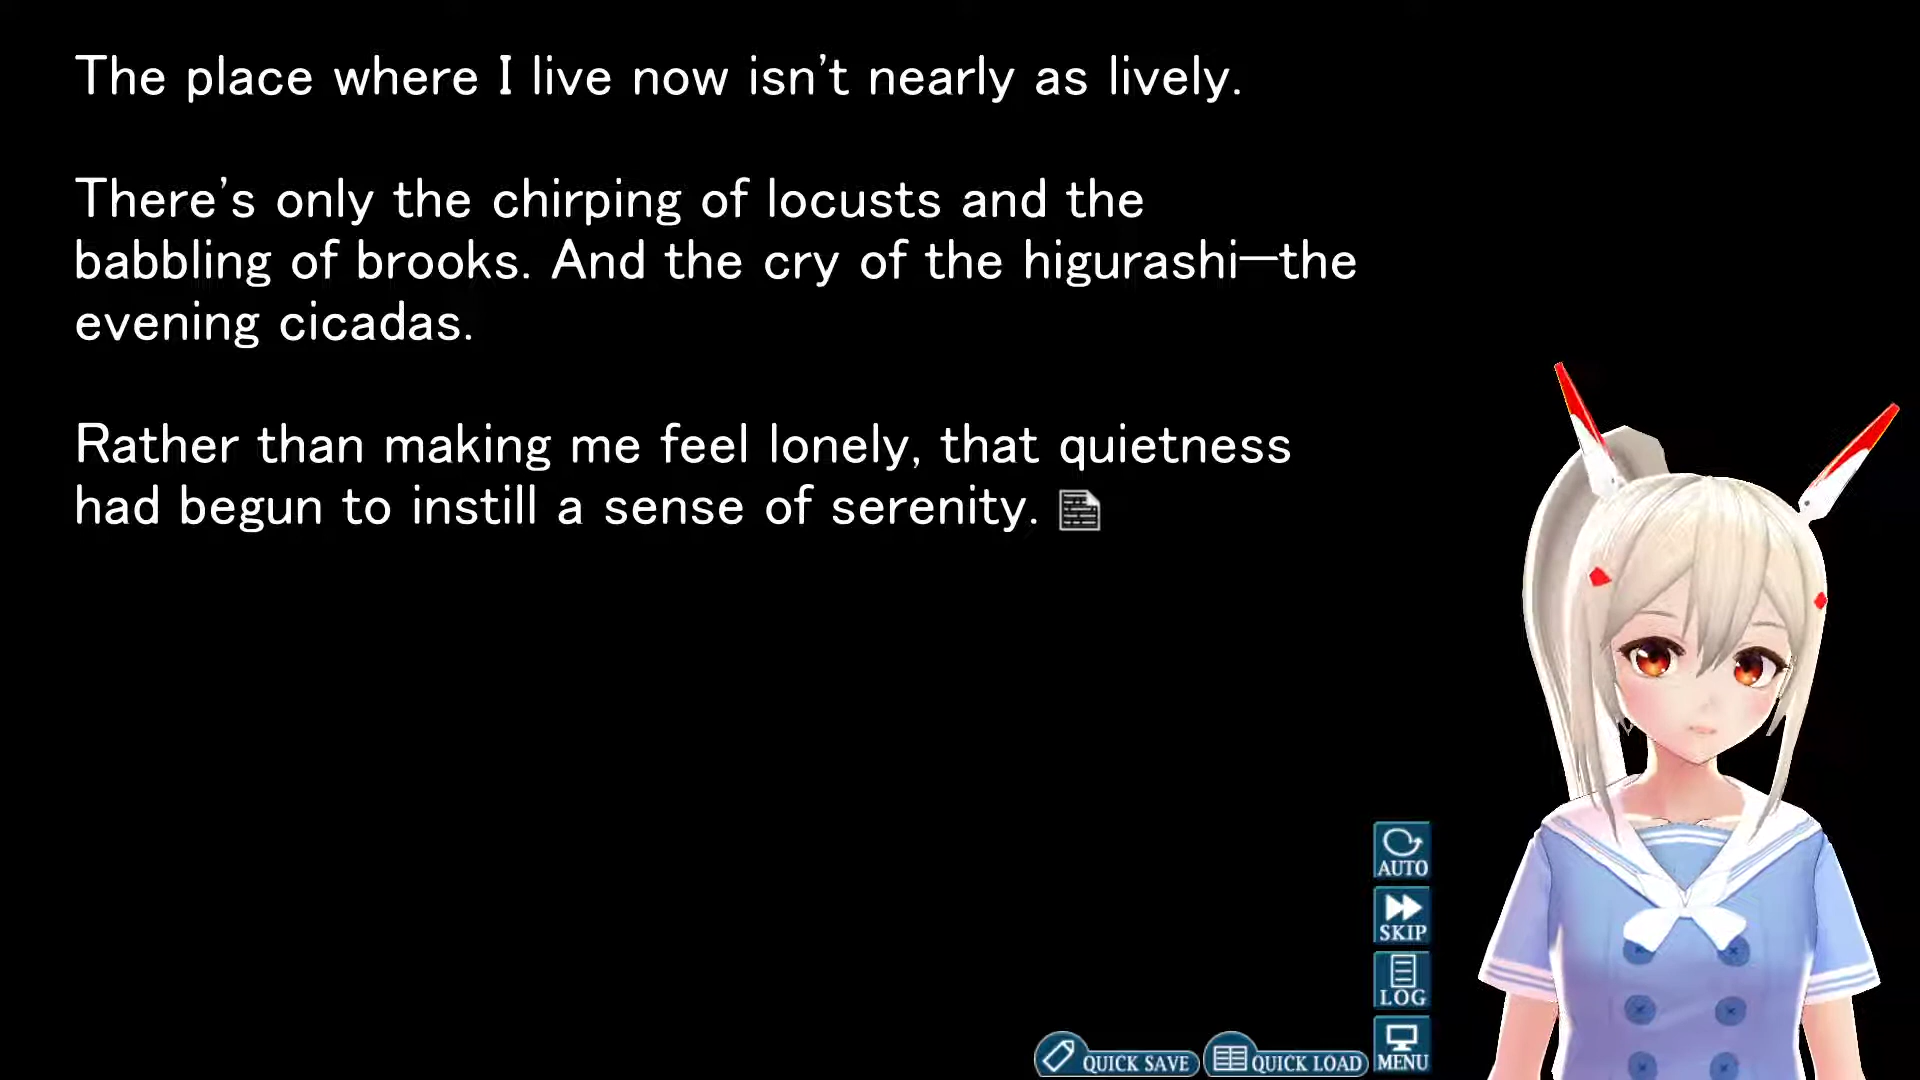 The place where I live now isn't nearly as lively.
There's only the chirping of locusts and the
babbling of brooks. And the cry of the higurashi—the
evening cicadas.
Rather than making me feel lonely, that quietness
had begun to instill a sense of serenity.
AUTO
SKIP
LOG
MENU
QUICK SAVE
QUICK LOAD